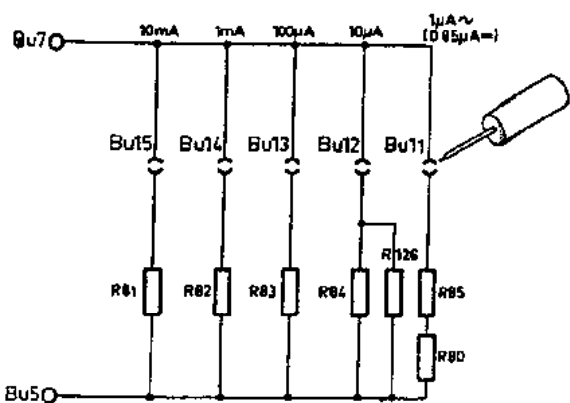 Bu7
10mA 1mA 100µA 10µA 1µA~
(0.85µA=)
Bu15 Bu14 Bu13 Bu12 Bu11
R126
R81 R82 R83 R84 R85
R80
Bu5